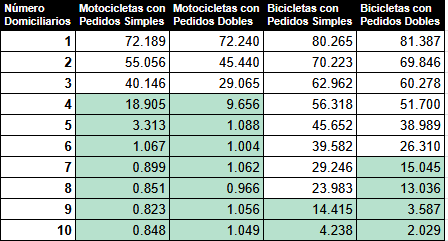 Número Domiciliarios Motocicletas con Pedidos Simples Motocicletas con Pedidos Dobles Bicicletas con Pedidos Simples Bicicletas con Pedidos Dobles
1 72.189 72.240 80.265 81.387
2 55.056 45.440 70.223 69.846
3 40.146 29.065 62.962 60.278
4 18.905 9.656 56.318 51.700
5 3.313 1.088 45.652 38.989
6 1.067 1.004 39.582 26.310
7 0.899 1.062 29.246 15.045
8 0.851 0.966 23.983 13.036
9 0.823 1.056 14.415 3.587
10 0.848 1.049 4.238 2.029